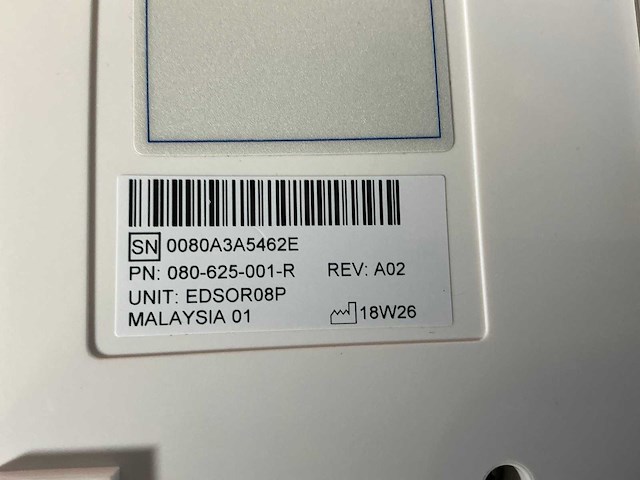 SN 0080A3A5462E
PN: 080-625-001-R REV: A02
UNIT: EDSOR08P
MALAYSIA 01 18W26